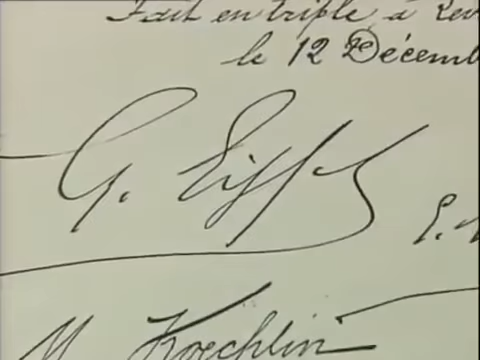 Fait en triple à
le 12 Décemb
G. Eiffel
E.
M Koechlin